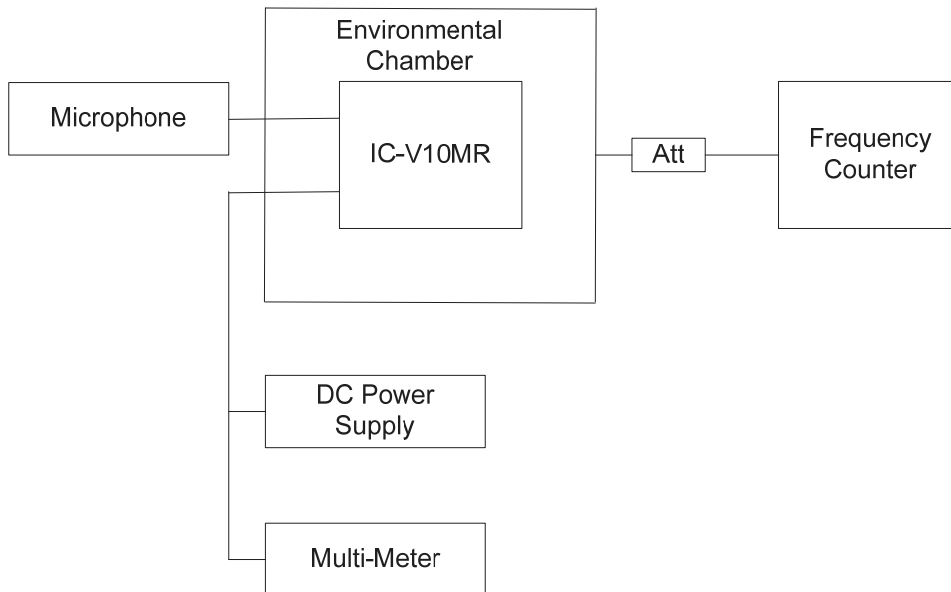 Environmental
Chamber
Microphone
IC-V10MR
Att
Frequency
Counter
DC Power
Supply
Multi-Meter